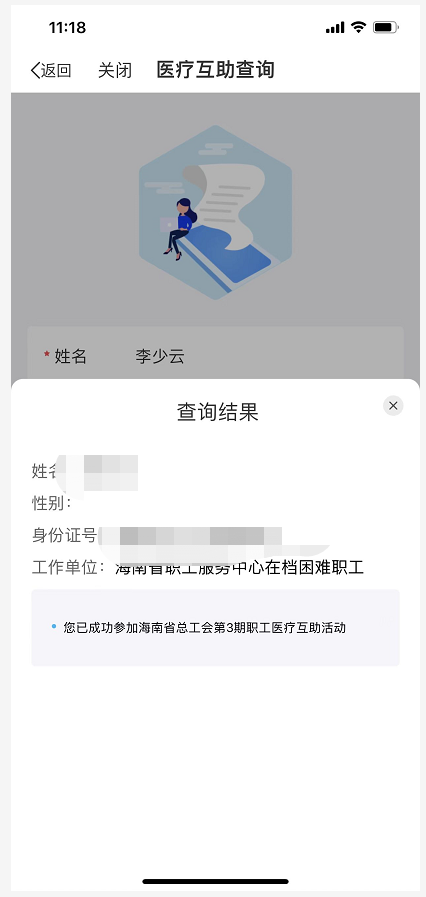 11:18
返回 关闭 医疗互助查询
* 姓名 李少云
查询结果
姓名
性别：
身份证号
工作单位：海南省职工服务中心在档困难职工
您已成功参加海南省总工会第3期职工医疗互助活动